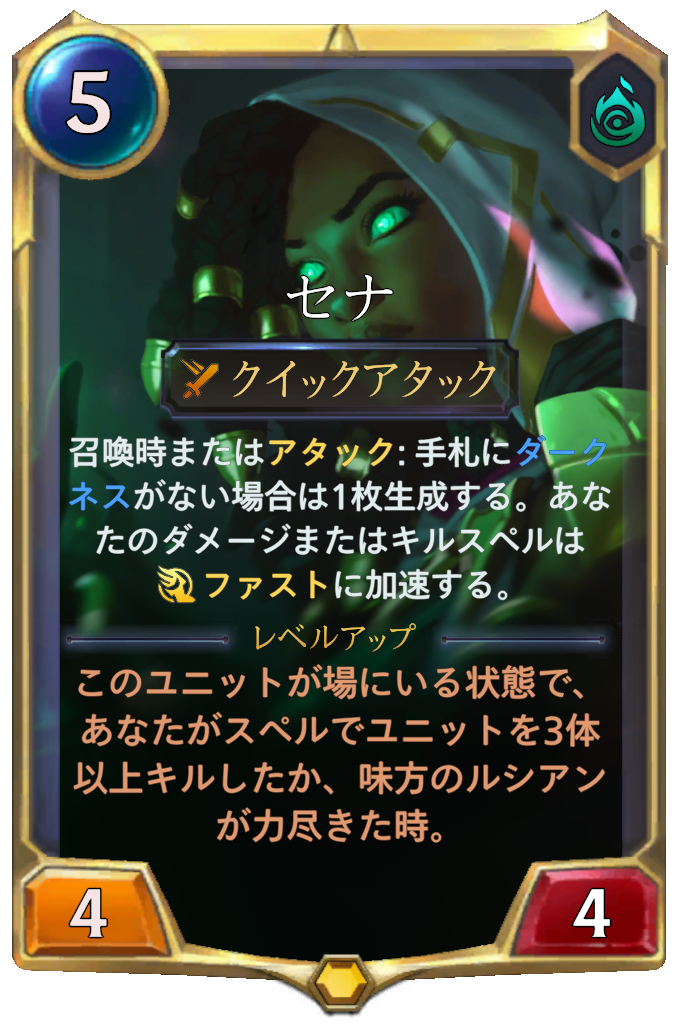 5
セナ
クイックアタック
召喚時またはアタック: 手札にダーク
ネスがない場合は1枚生成する。あな
たのダメージまたはキルスペルは
ファストに加速する。
レベルアップ
このユニットが場にいる状態で、
あなたがスペルでユニットを3体
以上キルしたか、味方のルシアン
が力尽きた時。
4
4